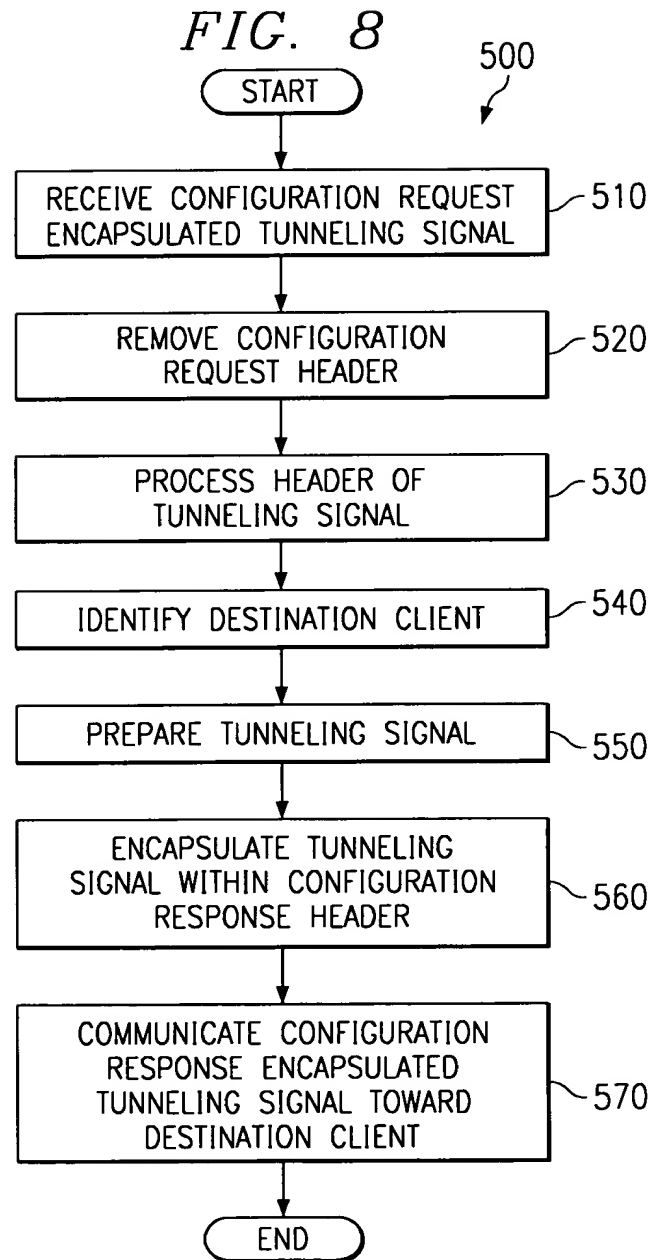 FIG. 8
500
START
RECEIVE CONFIGURATION REQUEST
ENCAPSULATED TUNNELING SIGNAL
510
REMOVE CONFIGURATION
REQUEST HEADER
520
PROCESS HEADER OF
TUNNELING SIGNAL
530
IDENTIFY DESTINATION CLIENT
540
PREPARE TUNNELING SIGNAL
550
ENCAPSULATE TUNNELING
SIGNAL WITHIN CONFIGURATION
RESPONSE HEADER
560
COMMUNICATE CONFIGURATION
RESPONSE ENCAPSULATED
TUNNELING SIGNAL TOWARD
DESTINATION CLIENT
570
END